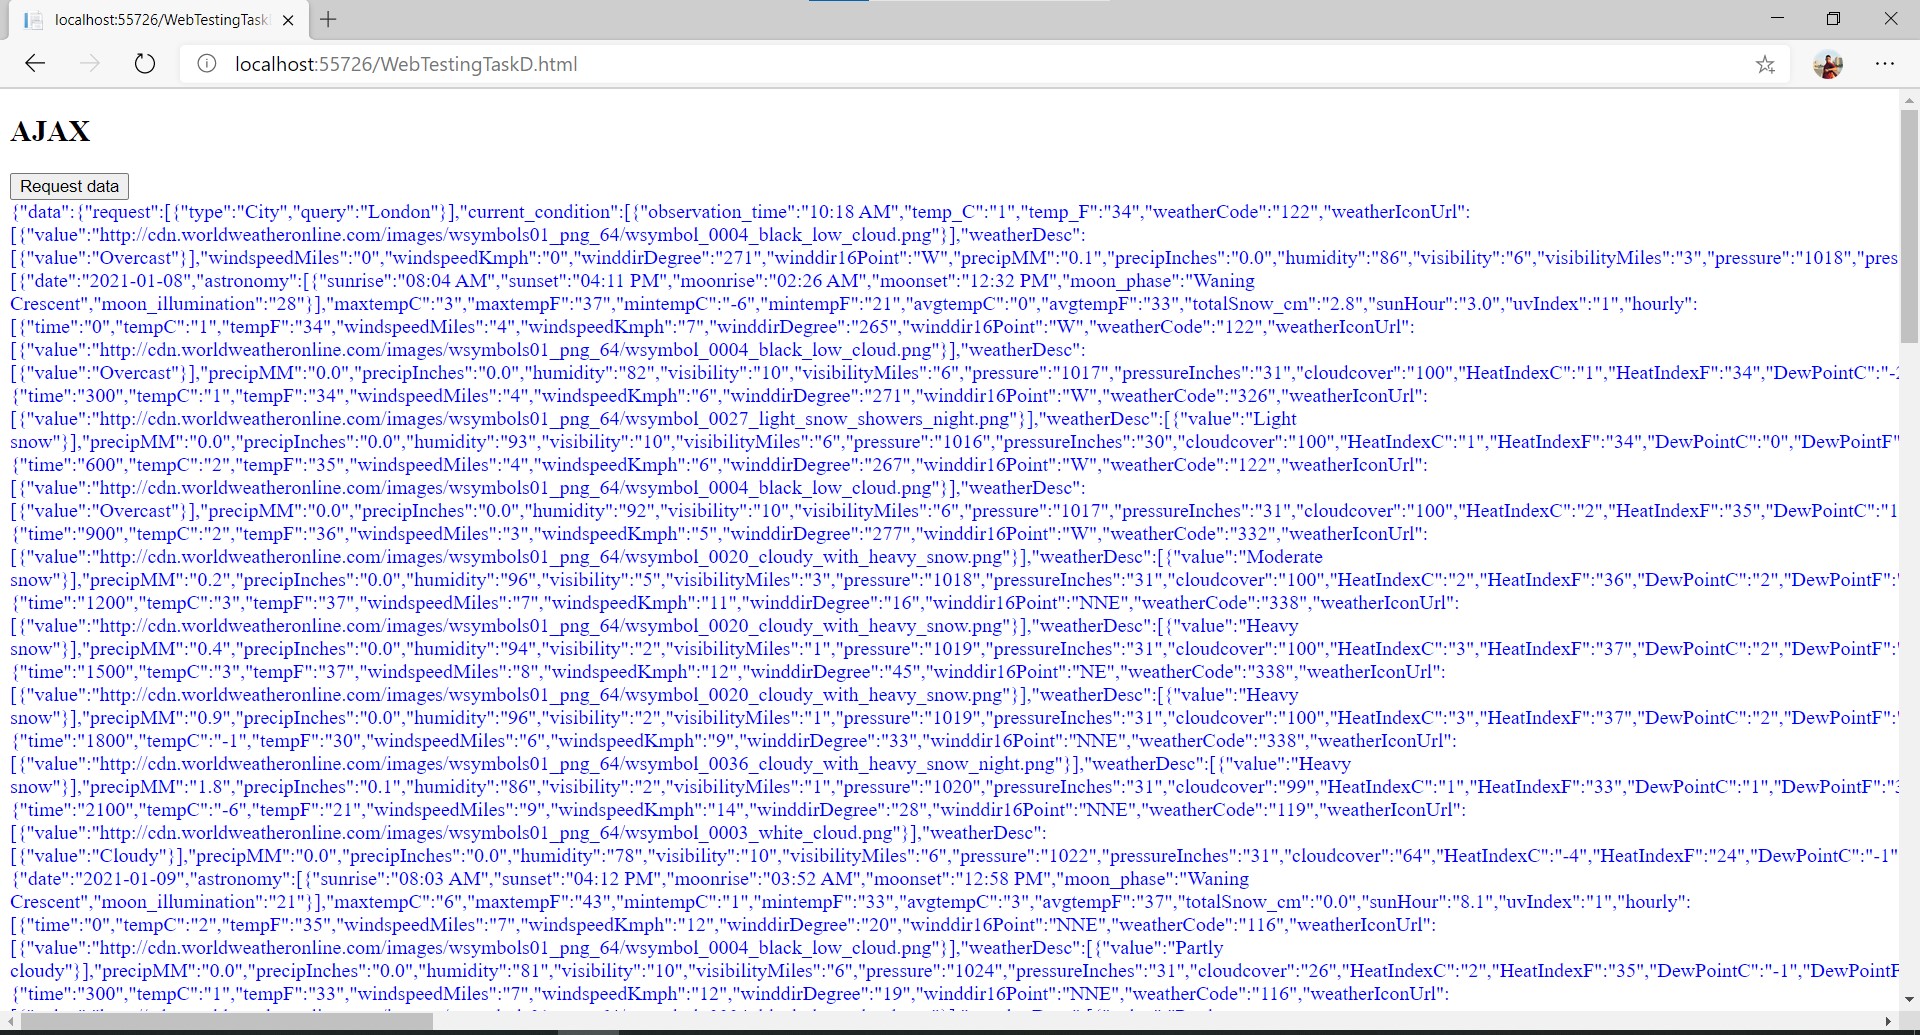 localhost:55726/WebTestingTask
localhost:55726/WebTestingTaskD.html
AJAX
Request data
{"data":{"request":[{"type":"City","query":"London"}],"current_condition":[{"observation_time":"10:18 AM","temp_C":"1","temp_F":"34","weatherCode":"122","weatherIconUrl":
[{"value":"http://cdn.worldweatheronline.com/images/wsymbols01_png_64/wsymbol_0004_black_low_cloud.png"}],"weatherDesc":
[{"value":"Overcast"}],"windspeedMiles":"0","windspeedKmph":"0","winddirDegree":"271","winddir16Point":"W","precipMM":"0.1","precipInches":"0.0","humidity":"86","visibility":"6","visibilityMiles":"3","pressure":"1018","pres
[{"date":"2021-01-08","astronomy":[{"sunrise":"08:04 AM","sunset":"04:11 PM","moonrise":"02:26 AM","moonset":"12:32 PM","moon_phase":"Waning
Crescent","moon_illumination":"28"}],"maxtempC":"3","maxtempF":"37","mintempC":"-6","mintempF":"21","avgtempC":"0","avgtempF":"33","totalSnow_cm":"2.8","sunHour":"3.0","uvIndex":"1","hourly":
[{"time":"0","tempC":"1","tempF":"34","windspeedMiles":"4","windspeedKmph":"7","winddirDegree":"265","winddir16Point":"W","weatherCode":"122","weatherIconUrl":
[{"value":"http://cdn.worldweatheronline.com/images/wsymbols01_png_64/wsymbol_0004_black_low_cloud.png"}],"weatherDesc":
[{"value":"Overcast"}],"precipMM":"0.0","precipInches":"0.0","humidity":"82","visibility":"10","visibilityMiles":"6","pressure":"1017","pressureInches":"31","cloudcover":"100","HeatIndexC":"1","HeatIndexF":"34","DewPointC":"-2
{"time":"300","tempC":"1","tempF":"34","windspeedMiles":"4","windspeedKmph":"6","winddirDegree":"271","winddir16Point":"W","weatherCode":"326","weatherIconUrl":
[{"value":"http://cdn.worldweatheronline.com/images/wsymbols01_png_64/wsymbol_0027_light_snow_showers_night.png"}],"weatherDesc":[{"value":"Light
snow"}],"precipMM":"0.0","precipInches":"0.0","humidity":"93","visibility":"10","visibilityMiles":"6","pressure":"1016","pressureInches":"30","cloudcover":"100","HeatIndexC":"1","HeatIndexF":"34","DewPointC":"0","DewPointF"
{"time":"600","tempC":"2","tempF":"35","windspeedMiles":"4","windspeedKmph":"6","winddirDegree":"267","winddir16Point":"W","weatherCode":"122","weatherIconUrl":
[{"value":"http://cdn.worldweatheronline.com/images/wsymbols01_png_64/wsymbol_0004_black_low_cloud.png"}],"weatherDesc":
[{"value":"Overcast"}],"precipMM":"0.0","precipInches":"0.0","humidity":"92","visibility":"10","visibilityMiles":"6","pressure":"1017","pressureInches":"31","cloudcover":"100","HeatIndexC":"2","HeatIndexF":"35","DewPointC":"1
{"time":"900","tempC":"2","tempF":"36","windspeedMiles":"3","windspeedKmph":"5","winddirDegree":"277","winddir16Point":"W","weatherCode":"332","weatherIconUrl":
[{"value":"http://cdn.worldweatheronline.com/images/wsymbols01_png_64/wsymbol_0020_cloudy_with_heavy_snow.png"}],"weatherDesc":[{"value":"Moderate
snow"}],"precipMM":"0.2","precipInches":"0.0","humidity":"96","visibility":"5","visibilityMiles":"3","pressure":"1018","pressureInches":"31","cloudcover":"100","HeatIndexC":"2","HeatIndexF":"36","DewPointC":"2","DewPointF":"
{"time":"1200","tempC":"3","tempF":"37","windspeedMiles":"7","windspeedKmph":"11","winddirDegree":"16","winddir16Point":"NNE","weatherCode":"338","weatherIconUrl":
[{"value":"http://cdn.worldweatheronline.com/images/wsymbols01_png_64/wsymbol_0020_cloudy_with_heavy_snow.png"}],"weatherDesc":[{"value":"Heavy
snow"}],"precipMM":"0.4","precipInches":"0.0","humidity":"94","visibility":"2","visibilityMiles":"1","pressure":"1019","pressureInches":"31","cloudcover":"100","HeatIndexC":"3","HeatIndexF":"37","DewPointC":"2","DewPointF":"
{"time":"1500","tempC":"3","tempF":"37","windspeedMiles":"8","windspeedKmph":"12","winddirDegree":"45","winddir16Point":"NE","weatherCode":"338","weatherIconUrl":
[{"value":"http://cdn.worldweatheronline.com/images/wsymbols01_png_64/wsymbol_0020_cloudy_with_heavy_snow.png"}],"weatherDesc":[{"value":"Heavy
snow"}],"precipMM":"0.9","precipInches":"0.0","humidity":"96","visibility":"2","visibilityMiles":"1","pressure":"1019","pressureInches":"31","cloudcover":"100","HeatIndexC":"3","HeatIndexF":"37","DewPointC":"2","DewPointF":"
{"time":"1800","tempC":"-1","tempF":"30","windspeedMiles":"6","windspeedKmph":"9","winddirDegree":"33","winddir16Point":"NNE","weatherCode":"338","weatherIconUrl":
[{"value":"http://cdn.worldweatheronline.com/images/wsymbols01_png_64/wsymbol_0036_cloudy_with_heavy_snow_night.png"}],"weatherDesc":[{"value":"Heavy
snow"}],"precipMM":"1.8","precipInches":"0.1","humidity":"86","visibility":"2","visibilityMiles":"1","pressure":"1020","pressureInches":"31","cloudcover":"99","HeatIndexC":"1","HeatIndexF":"33","DewPointC":"1","DewPointF":"3
{"time":"2100","tempC":"-6","tempF":"21","windspeedMiles":"9","windspeedKmph":"14","winddirDegree":"28","winddir16Point":"NNE","weatherCode":"119","weatherIconUrl":
[{"value":"http://cdn.worldweatheronline.com/images/wsymbols01_png_64/wsymbol_0003_white_cloud.png"}],"weatherDesc":
[{"value":"Cloudy"}],"precipMM":"0.0","precipInches":"0.0","humidity":"78","visibility":"10","visibilityMiles":"6","pressure":"1022","pressureInches":"31","cloudcover":"64","HeatIndexC":"-4","HeatIndexF":"24","DewPointC":"-1"
{"date":"2021-01-09","astronomy":[{"sunrise":"08:03 AM","sunset":"04:12 PM","moonrise":"03:52 AM","moonset":"12:58 PM","moon_phase":"Waning
Crescent","moon_illumination":"21"}],"maxtempC":"6","maxtempF":"43","mintempC":"1","mintempF":"33","avgtempC":"3","avgtempF":"37","totalSnow_cm":"0.0","sunHour":"8.1","uvIndex":"1","hourly":
[{"time":"0","tempC":"2","tempF":"35","windspeedMiles":"7","windspeedKmph":"12","winddirDegree":"20","winddir16Point":"NNE","weatherCode":"116","weatherIconUrl":
[{"value":"http://cdn.worldweatheronline.com/images/wsymbols01_png_64/wsymbol_0004_black_low_cloud.png"}],"weatherDesc":[{"value":"Partly
cloudy"}],"precipMM":"0.0","precipInches":"0.0","humidity":"81","visibility":"10","visibilityMiles":"6","pressure":"1024","pressureInches":"31","cloudcover":"26","HeatIndexC":"2","HeatIndexF":"35","DewPointC":"-1","DewPointF
{"time":"300","tempC":"1","tempF":"33","windspeedMiles":"7","windspeedKmph":"12","winddirDegree":"19","winddir16Point":"NNE","weatherCode":"116","weatherIconUrl":